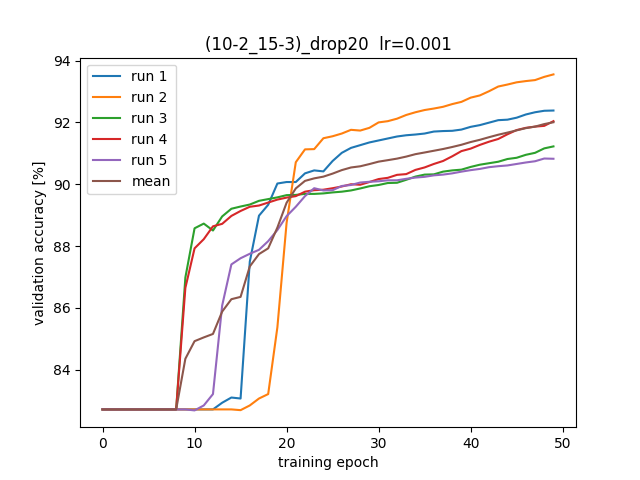 (10-2_15-3)_drop20  lr=0.001
validation accuracy [%]
94
92
90
88
86
84
run 1
run 2
run 3
run 4
run 5
mean
0 10 20 30 40 50
training epoch